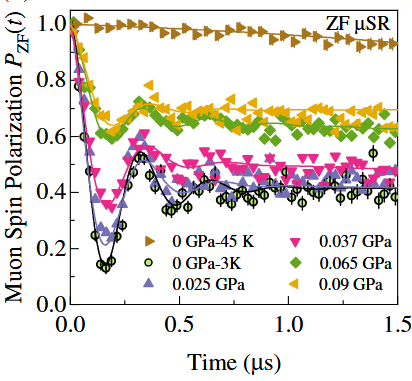 ZF μSR
Muon Spin Polarization P_ZF(t)
1.0
0.8
0.6
0.4
0.2
0.0
0 GPa-45 K
0 GPa-3K
0.025 GPa
0.037 GPa
0.065 GPa
0.09 GPa
0.0 0.5 1.0 1.5
Time (μs)